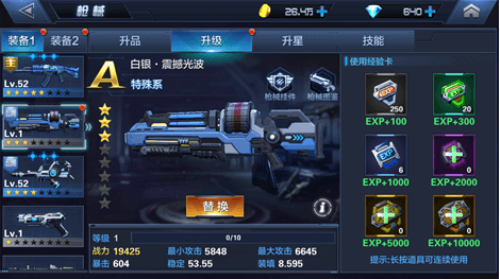 枪械
26.45万
640
装备1
装备2
升品
升级
升星
技能
主
Lv.52
Lv.1
Lv.52
Lv.1
A
白银·震撼光波
特殊系
枪械挂件
枪械图鉴
替换
等级 1 0/10
战力 19425 最小攻击 5848 最大攻击 6645
暴击 604 稳定 53.55 装填 8.595
使用经验卡
250
20
EXP+100
EXP+300
6
EXP+1000
EXP+2000
EXP+5000
EXP+10000
提示:长按道具可连续使用